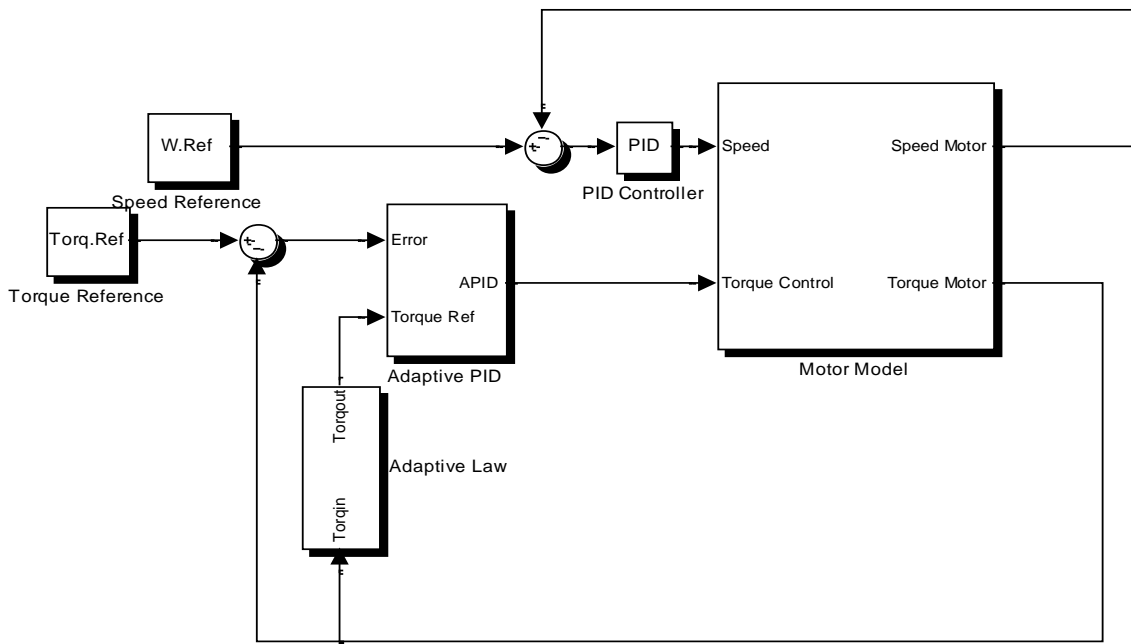 W.Ref
Speed Reference
PID
PID Controller
Speed
Speed Motor
Torque Control
Torque Motor
Motor Model
Torq.Ref
Torque Reference
Error
APID
Torque Ref
Adaptive PID
Torqout
Torqin
Adaptive Law